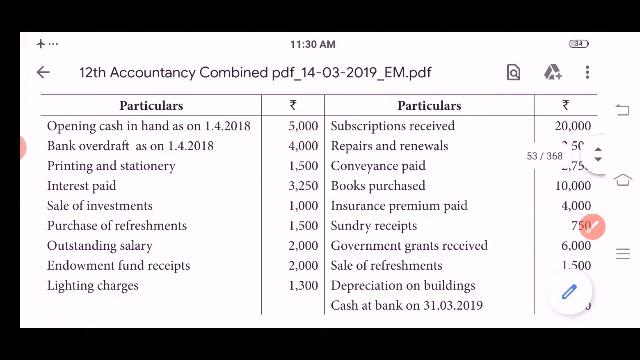 11:30 AM
34
12th Accountancy Combined pdf_14-03-2019_EM.pdf
Particulars ₹ Particulars ₹
Opening cash in hand as on 1.4.2018 5,000 Subscriptions received 20,000
Bank overdraft as on 1.4.2018 4,000 Repairs and renewals
53 / 368
Printing and stationery 1,500 Conveyance paid
Interest paid 3,250 Books purchased 10,000
Sale of investments 1,000 Insurance premium paid 4,000
Purchase of refreshments 1,500 Sundry receipts 750
Outstanding salary 2,000 Government grants received 6,000
Endowment fund receipts 2,000 Sale of refreshments 1,500
Lighting charges 1,300 Depreciation on buildings
Cash at bank on 31.03.2019